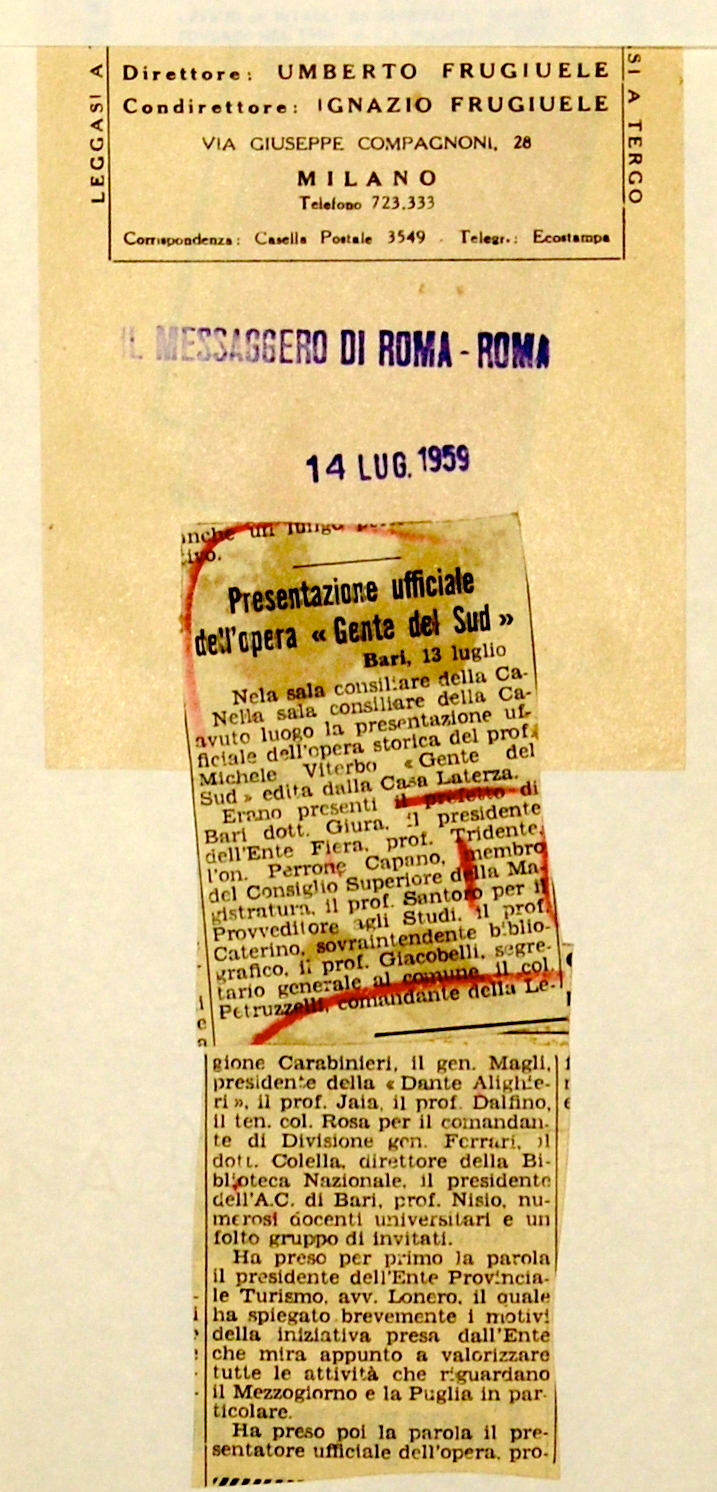 LEGGASI A
SI A TERGO
Direttore: UMBERTO FRUGIUELE
Condirettore: IGNAZIO FRUGIUELE
VIA GIUSEPPE COMPAGNONI, 28
MILANO
Telefono 723.333
Corrispondenza: Casella Postale 3549 - Telegr.: Ecostampa
IL MESSAGGERO DI ROMA - ROMA
14 LUG. 1959
anche un lungo
tivo.
Presentazione ufficiale
dell'opera « Gente del Sud »
Bari, 13 luglio
Nela sala consiliare della Ca-
Nella sala consiliare della Ca-
avuto luogo la presentazione uf-
ficiale dell'opera storica del prof.
Michele Viterbo « Gente del
Sud » edita dalla Casa Laterza.
Erano presenti il prefetto di
Bari dott. Giura, il presidente
dell'Ente Fiera, prof. Tridente,
l'on. Perrone Capano, membro
del Consiglio Superiore della Ma-
gistratura, il prof. Santoro per il
Provveditore agli Studi, il prof.
Caterino, sovraintendente biblio-
grafico, il prof. Giacobelli, segre-
tario generale al comune, il col.
Petruzzelli, comandante della Le-
gione Carabinieri, il gen. Magli,
presidente della « Dante Alighie-
ri », il prof. Jaia, il prof. Dalfino,
il ten. col. Rosa per il comandan-
te di Divisione gen. Ferrari, il
dott. Colella, direttore della Bi-
blioteca Nazionale, il presidente
dell'A.C. di Bari, prof. Nisio, nu-
merosi docenti universitari e un
folto gruppo di invitati.
Ha preso per primo la parola
il presidente dell'Ente Provincia-
le Turismo, avv. Lonero, il quale
ha spiegato brevemente i motivi
della iniziativa presa dall'Ente
che mira appunto a valorizzare
tutte le attività che riguardano
il Mezzogiorno e la Puglia in par-
ticolare.
Ha preso poi la parola il pre-
sentatore ufficiale dell'opera, pro-